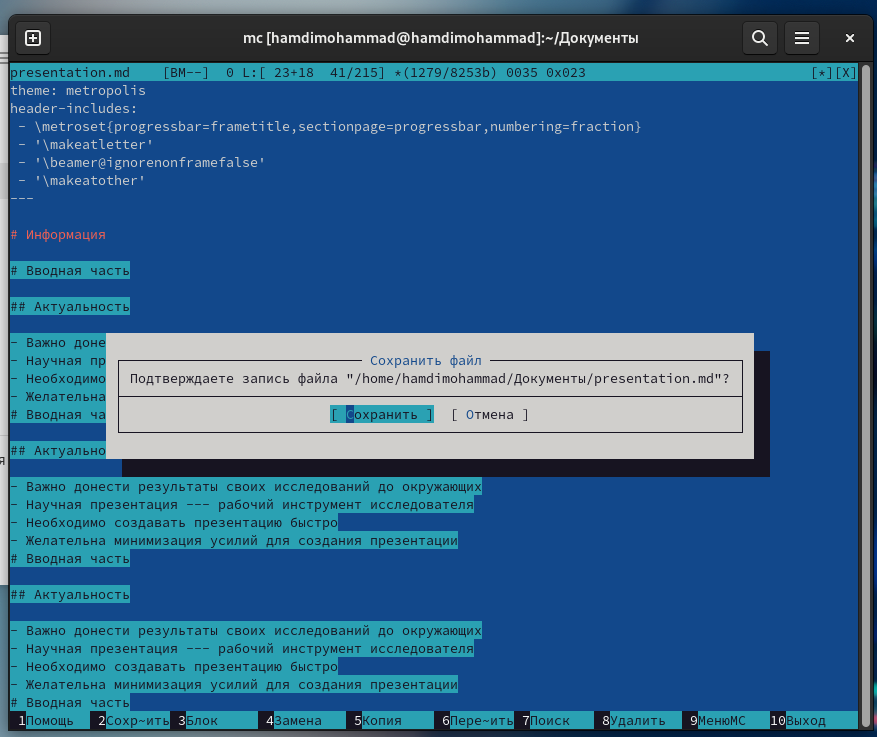 mc [hamdimohammad@hamdimohammad]:~/Документы
presentation.md [BM--] 0 L:[ 23+18 41/215] *(1279/8253b) 0035 0x023 [*][X]
theme: metropolis
header-includes:
- \metroset{progressbar=frametitle,sectionpage=progressbar,numbering=fraction}
- '\makeatletter'
- '\beamer@ignorenonframefalse'
- '\makeatother'
---
# Информация
# Вводная часть
## Актуальность
- Важно доне
- Научная пр
- Необходимо
- Желательна
# Вводная ча
## Актуально
Сохранить файл
Подтверждаете запись файла "/home/hamdimohammad/Документы/presentation.md"?
[ Сохранить ] [ Отмена ]
- Важно донести результаты своих исследований до окружающих
- Научная презентация --- рабочий инструмент исследователя
- Необходимо создавать презентацию быстро
- Желательна минимизация усилий для создания презентации
# Вводная часть
## Актуальность
- Важно донести результаты своих исследований до окружающих
- Научная презентация --- рабочий инструмент исследователя
- Необходимо создавать презентацию быстро
- Желательна минимизация усилий для создания презентации
# Вводная часть
1Помощь 2Сохр~ить 3Блок 4Замена 5Копия 6Пере~ить 7Поиск 8Удалить 9МенюMC 10Выход